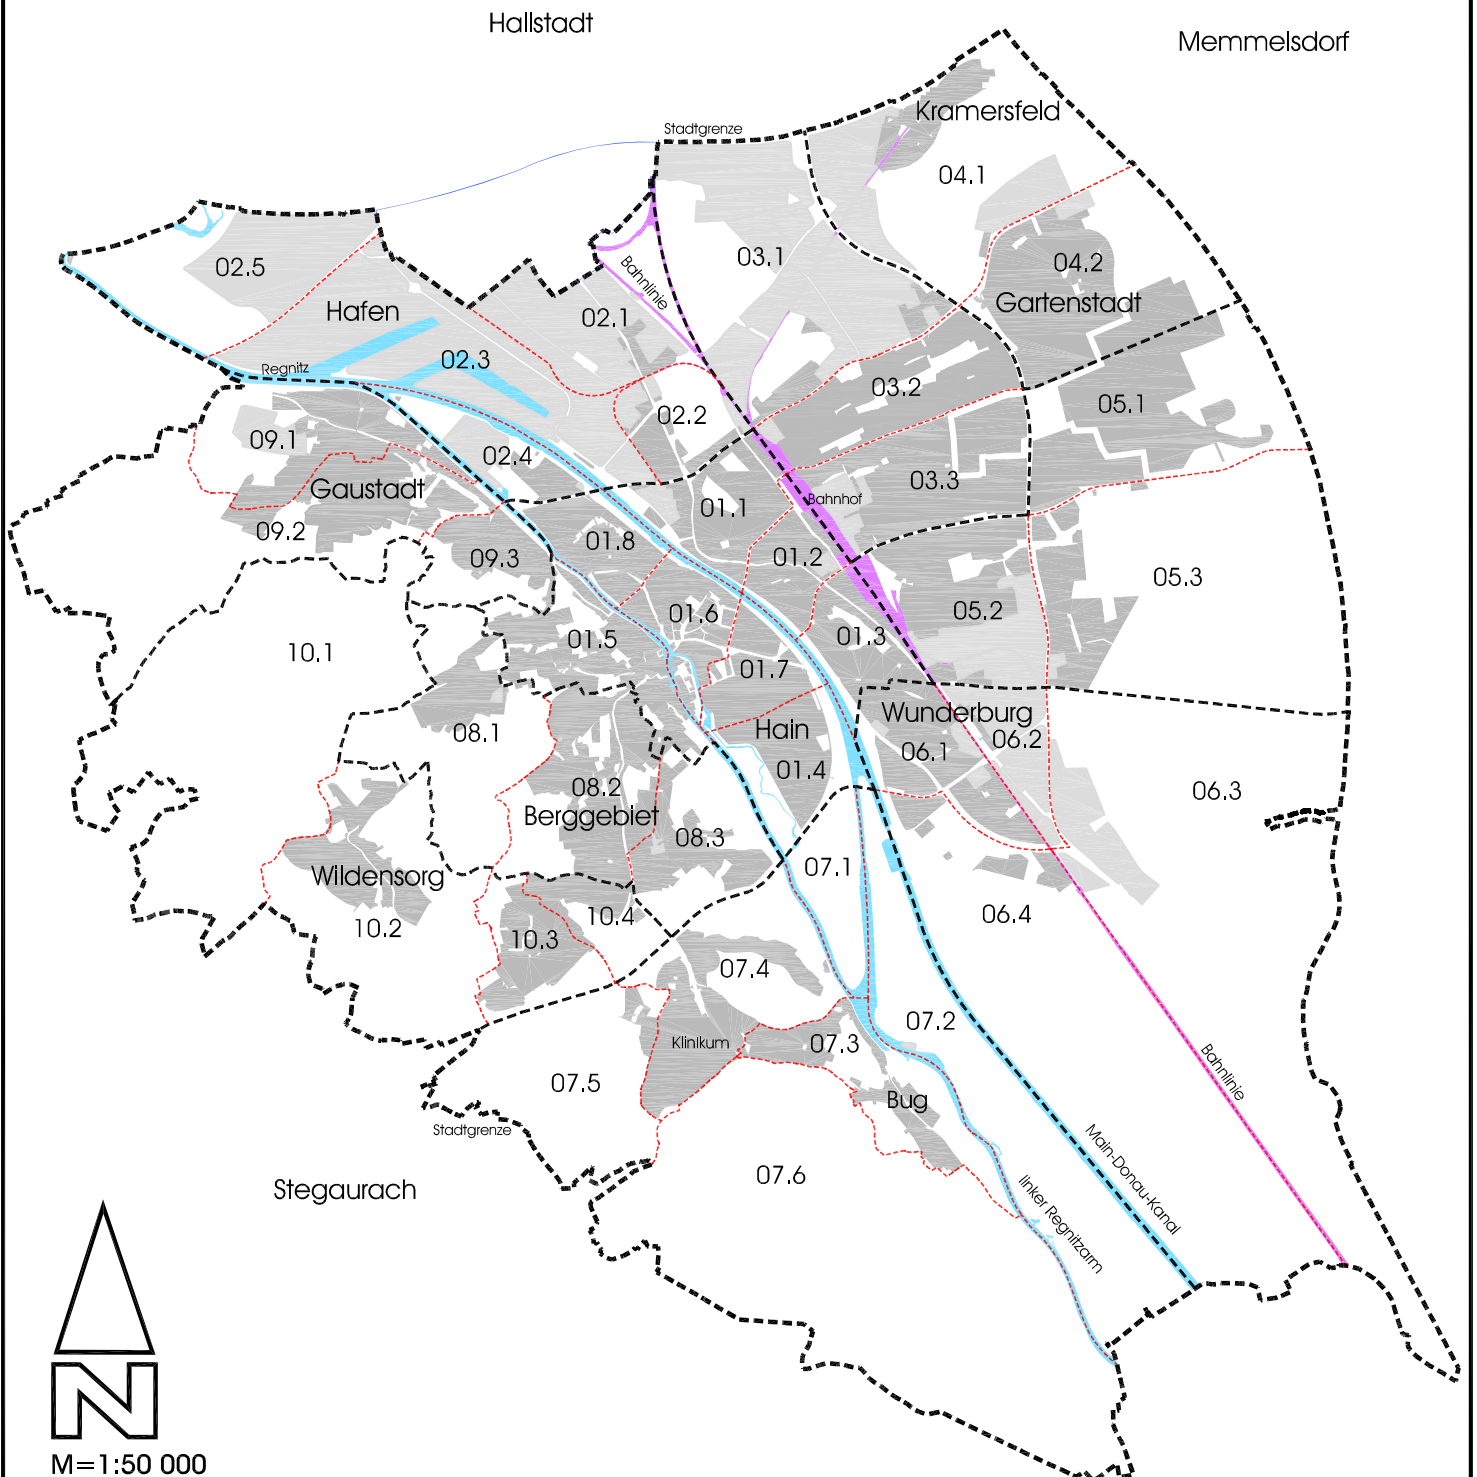 Hallstadt
Memmelsdorf
Kramersfeld
Stadtgrenze
04.1
03.1
04.2
02.5
Bahnlinie
Gartenstadt
Hafen
02.1
02.3
Regnitz
03.2
05.1
02.2
09.1
02.4
03.3
Gaustadt
Bahnhof
01.1
09.2
01.8
09.3
01.2
05.3
05.2
01.6
01.3
01.5
10.1
01.7
Wunderburg
Hain
08.1
06.2
06.1
01.4
08.2
06.3
Berggebiet
08.3
07.1
Wildensorg
06.4
10.4
10.2
10.3
07.4
07.2
Klinikum
07.3
Bahnlinie
07.5
Bug
Stadtgrenze
Main-Donau-Kanal
07.6
linker Regnitzarm
Stegaurach
N
M=1:50 000